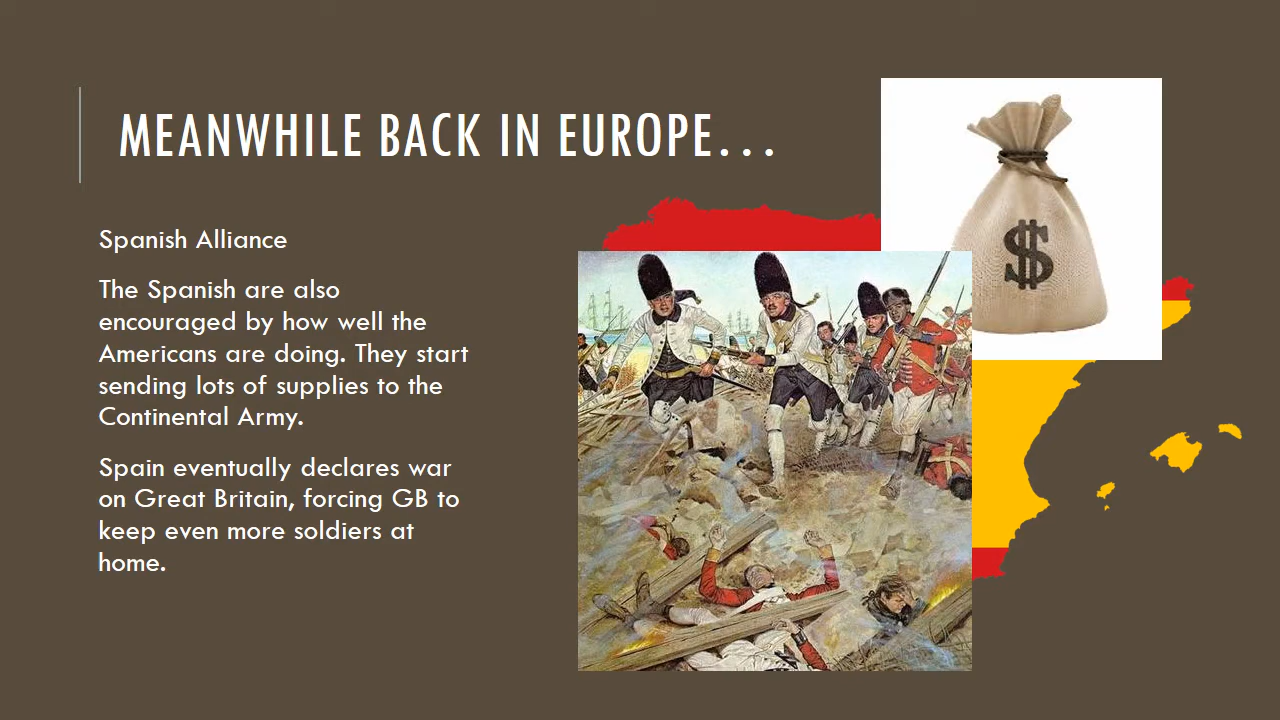 MEANWHILE BACK IN EUROPE...
Spanish Alliance
The Spanish are also
encouraged by how well the
Americans are doing. They start
sending lots of supplies to the
Continental Army.
Spain eventually declares war
on Great Britain, forcing GB to
keep even more soldiers at
home.
$